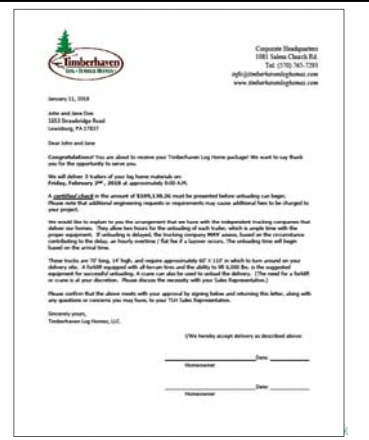 Timberhaven
LOG & TIMBER HOMES
Corporate Headquarters
1081 Salem Church Rd.
Tel: (570) 765-7201
info@timberhavenloghomes.com
www.timberhavenloghomes.com
January 11, 2018
John and Jane Doe
1653 Strawbridge Road
Lewisburg, PA 17837
Dear John and Jane
Congratulations! You are about to receive your Timberhaven Log Home package! We want to say thank
you for the opportunity to serve you.
We will deliver 3 trailers of your log home materials on:
Friday, February 2nd, 2018 at approximately 8:00 A.M.
A certified check in the amount of must be presented before unloading can begin.
Please note that additional engineering requests or requirements may cause additional fees to be charged to
your project.
We would like to explain to you the arrangement that we have with the independent trucking companies that
deliver our homes. They allow two hours for the unloading of each trailer, which is ample time with the
proper equipment. If unloading is delayed, the trucking company MAY assess, based on the circumstance
contributing to the delay, an hourly overtime / flat fee if a layover occurs. The unloading time will begin
based on the arrival time.
These trucks are 70' long, 14' high, and require approximately 60' X 110' in which to turn around on your
delivery site. A forklift equipped with all-terrain tires and the ability to lift 6,000 lbs. is the suggested
equipment for successful unloading. A crane can also be used to unload the delivery. (The need for a forklift
or crane is at your discretion. Please discuss the necessity with your Sales Representative.)
Please confirm that the above meets with your approval by signing below and returning this letter, along with
any questions or concerns you may have, to your TLH Sales Representative.
Sincerely yours,
Timberhaven Log Homes, LLC.
I/We hereby accept delivery as described above:
Date:
Homeowner
Date:
Homeowner